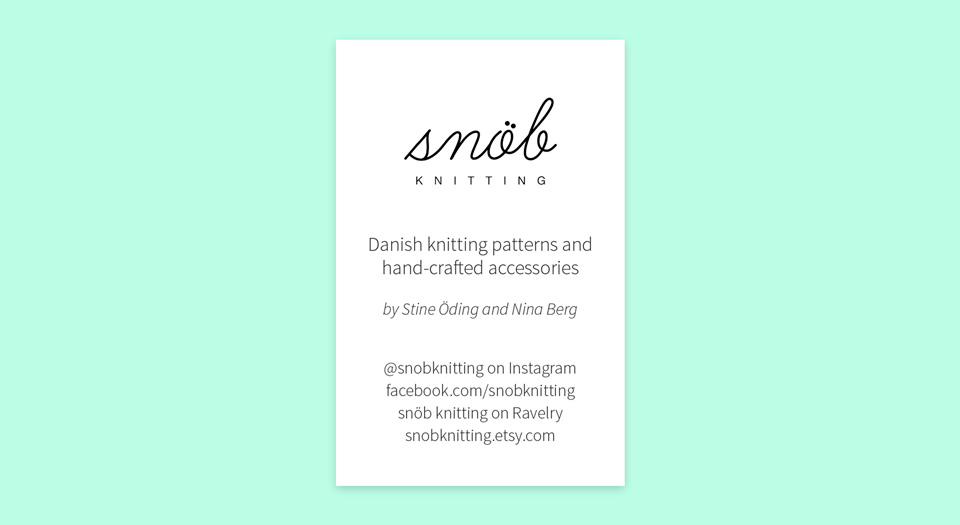 snöb
KNITTING
Danish knitting patterns and
hand-crafted accessories
by Stine Öding and Nina Berg
@snobknitting on Instagram
facebook.com/snobknitting
snöb knitting on Ravelry
snobknitting.etsy.com